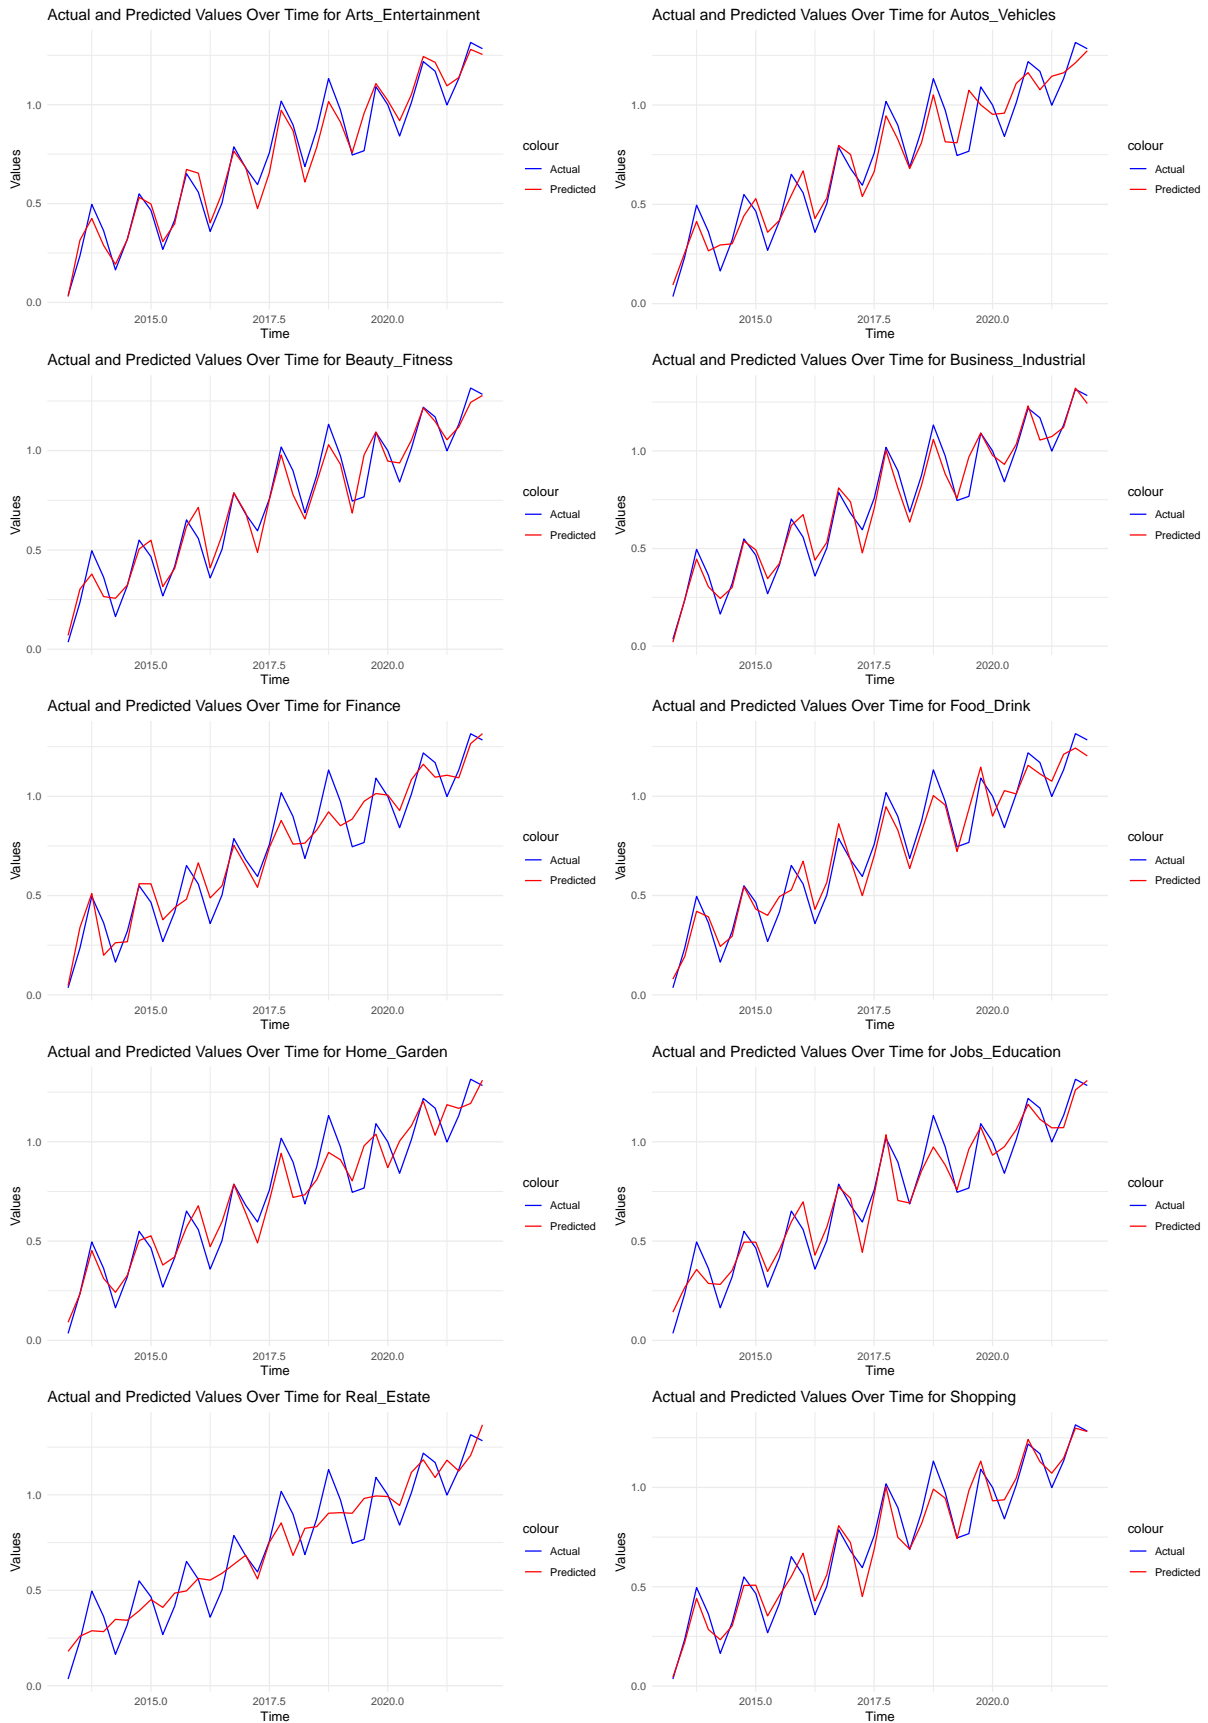 Actual and Predicted Values Over Time for Arts_Entertainment
Values
1.0
0.5
0.0
2015.0
2017.5
2020.0
Time
colour
Actual
Predicted
Actual and Predicted Values Over Time for Autos_Vehicles
Values
1.0
0.5
0.0
2015.0
2017.5
2020.0
Time
colour
Actual
Predicted
Actual and Predicted Values Over Time for Beauty_Fitness
Values
1.0
0.5
0.0
2015.0
2017.5
2020.0
Time
colour
Actual
Predicted
Actual and Predicted Values Over Time for Business_Industrial
Values
1.0
0.5
0.0
2015.0
2017.5
2020.0
Time
colour
Actual
Predicted
Actual and Predicted Values Over Time for Finance
Values
1.0
0.5
0.0
2015.0
2017.5
2020.0
Time
colour
Actual
Predicted
Actual and Predicted Values Over Time for Food_Drink
Values
1.0
0.5
0.0
2015.0
2017.5
2020.0
Time
colour
Actual
Predicted
Actual and Predicted Values Over Time for Home_Garden
Values
1.0
0.5
0.0
2015.0
2017.5
2020.0
Time
colour
Actual
Predicted
Actual and Predicted Values Over Time for Jobs_Education
Values
1.0
0.5
0.0
2015.0
2017.5
2020.0
Time
colour
Actual
Predicted
Actual and Predicted Values Over Time for Real_Estate
Values
1.0
0.5
0.0
2015.0
2017.5
2020.0
Time
colour
Actual
Predicted
Actual and Predicted Values Over Time for Shopping
Values
1.0
0.5
0.0
2015.0
2017.5
2020.0
Time
colour
Actual
Predicted